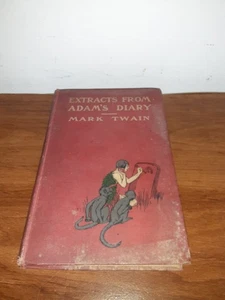 EXTRACTS FROM
ADAM'S DIARY
MARK TWAIN